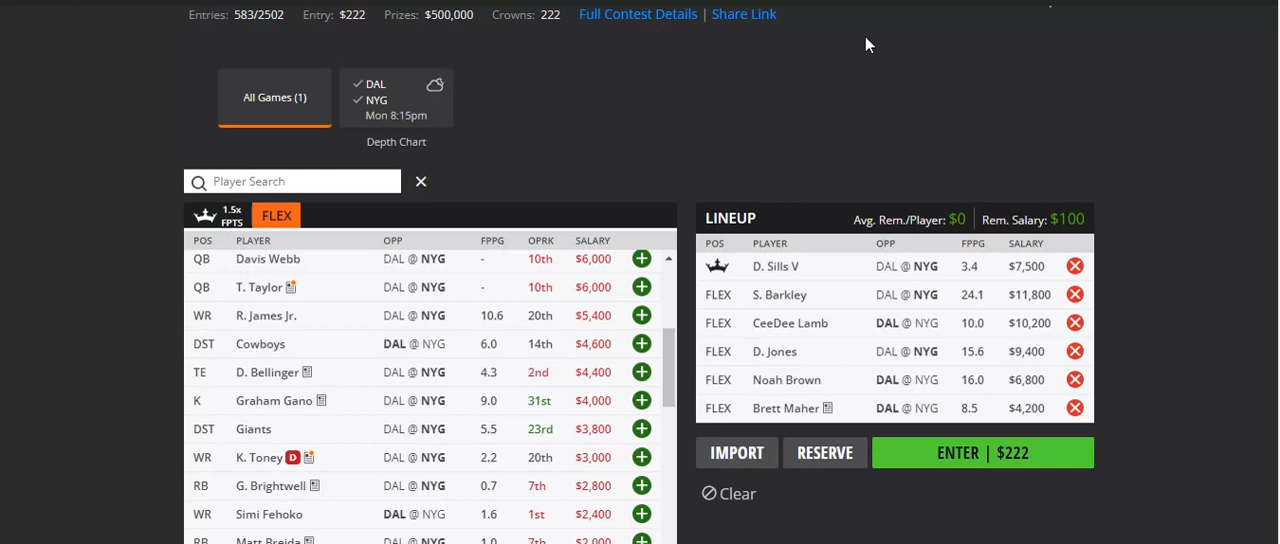 Entries: 583/2502 Entry: $222 Prizes: $500,000 Crowns: 222 Full Contest Details | Share Link
All Games (1)
DAL
NYG
Mon 8:15pm
Depth Chart
Player Search
1.5x FPTS FLEX
POS PLAYER OPP FPPG OPRK SALARY
QB Davis Webb DAL @ NYG - 10th $6,000
QB T. Taylor DAL @ NYG - 10th $6,000
WR R. James Jr. DAL @ NYG 10.6 20th $5,400
DST Cowboys DAL @ NYG 6.0 14th $4,600
TE D. Bellinger DAL @ NYG 4.3 2nd $4,400
K Graham Gano DAL @ NYG 9.0 31st $4,000
DST Giants DAL @ NYG 5.5 23rd $3,800
WR K. Toney D DAL @ NYG 2.2 20th $3,000
RB G. Brightwell DAL @ NYG 0.7 7th $2,800
WR Simi Fehoko DAL @ NYG 1.6 1st $2,400
RB Matt Breida DAL @ NYG 1.0 7th $2,000
LINEUP Avg. Rem./Player: $0 Rem. Salary: $100
POS PLAYER OPP FPPG SALARY
D. Sills V DAL @ NYG 3.4 $7,500
FLEX S. Barkley DAL @ NYG 24.1 $11,800
FLEX CeeDee Lamb DAL @ NYG 10.0 $10,200
FLEX D. Jones DAL @ NYG 15.6 $9,400
FLEX Noah Brown DAL @ NYG 16.0 $6,800
FLEX Brett Maher DAL @ NYG 8.5 $4,200
IMPORT RESERVE ENTER | $222
Clear